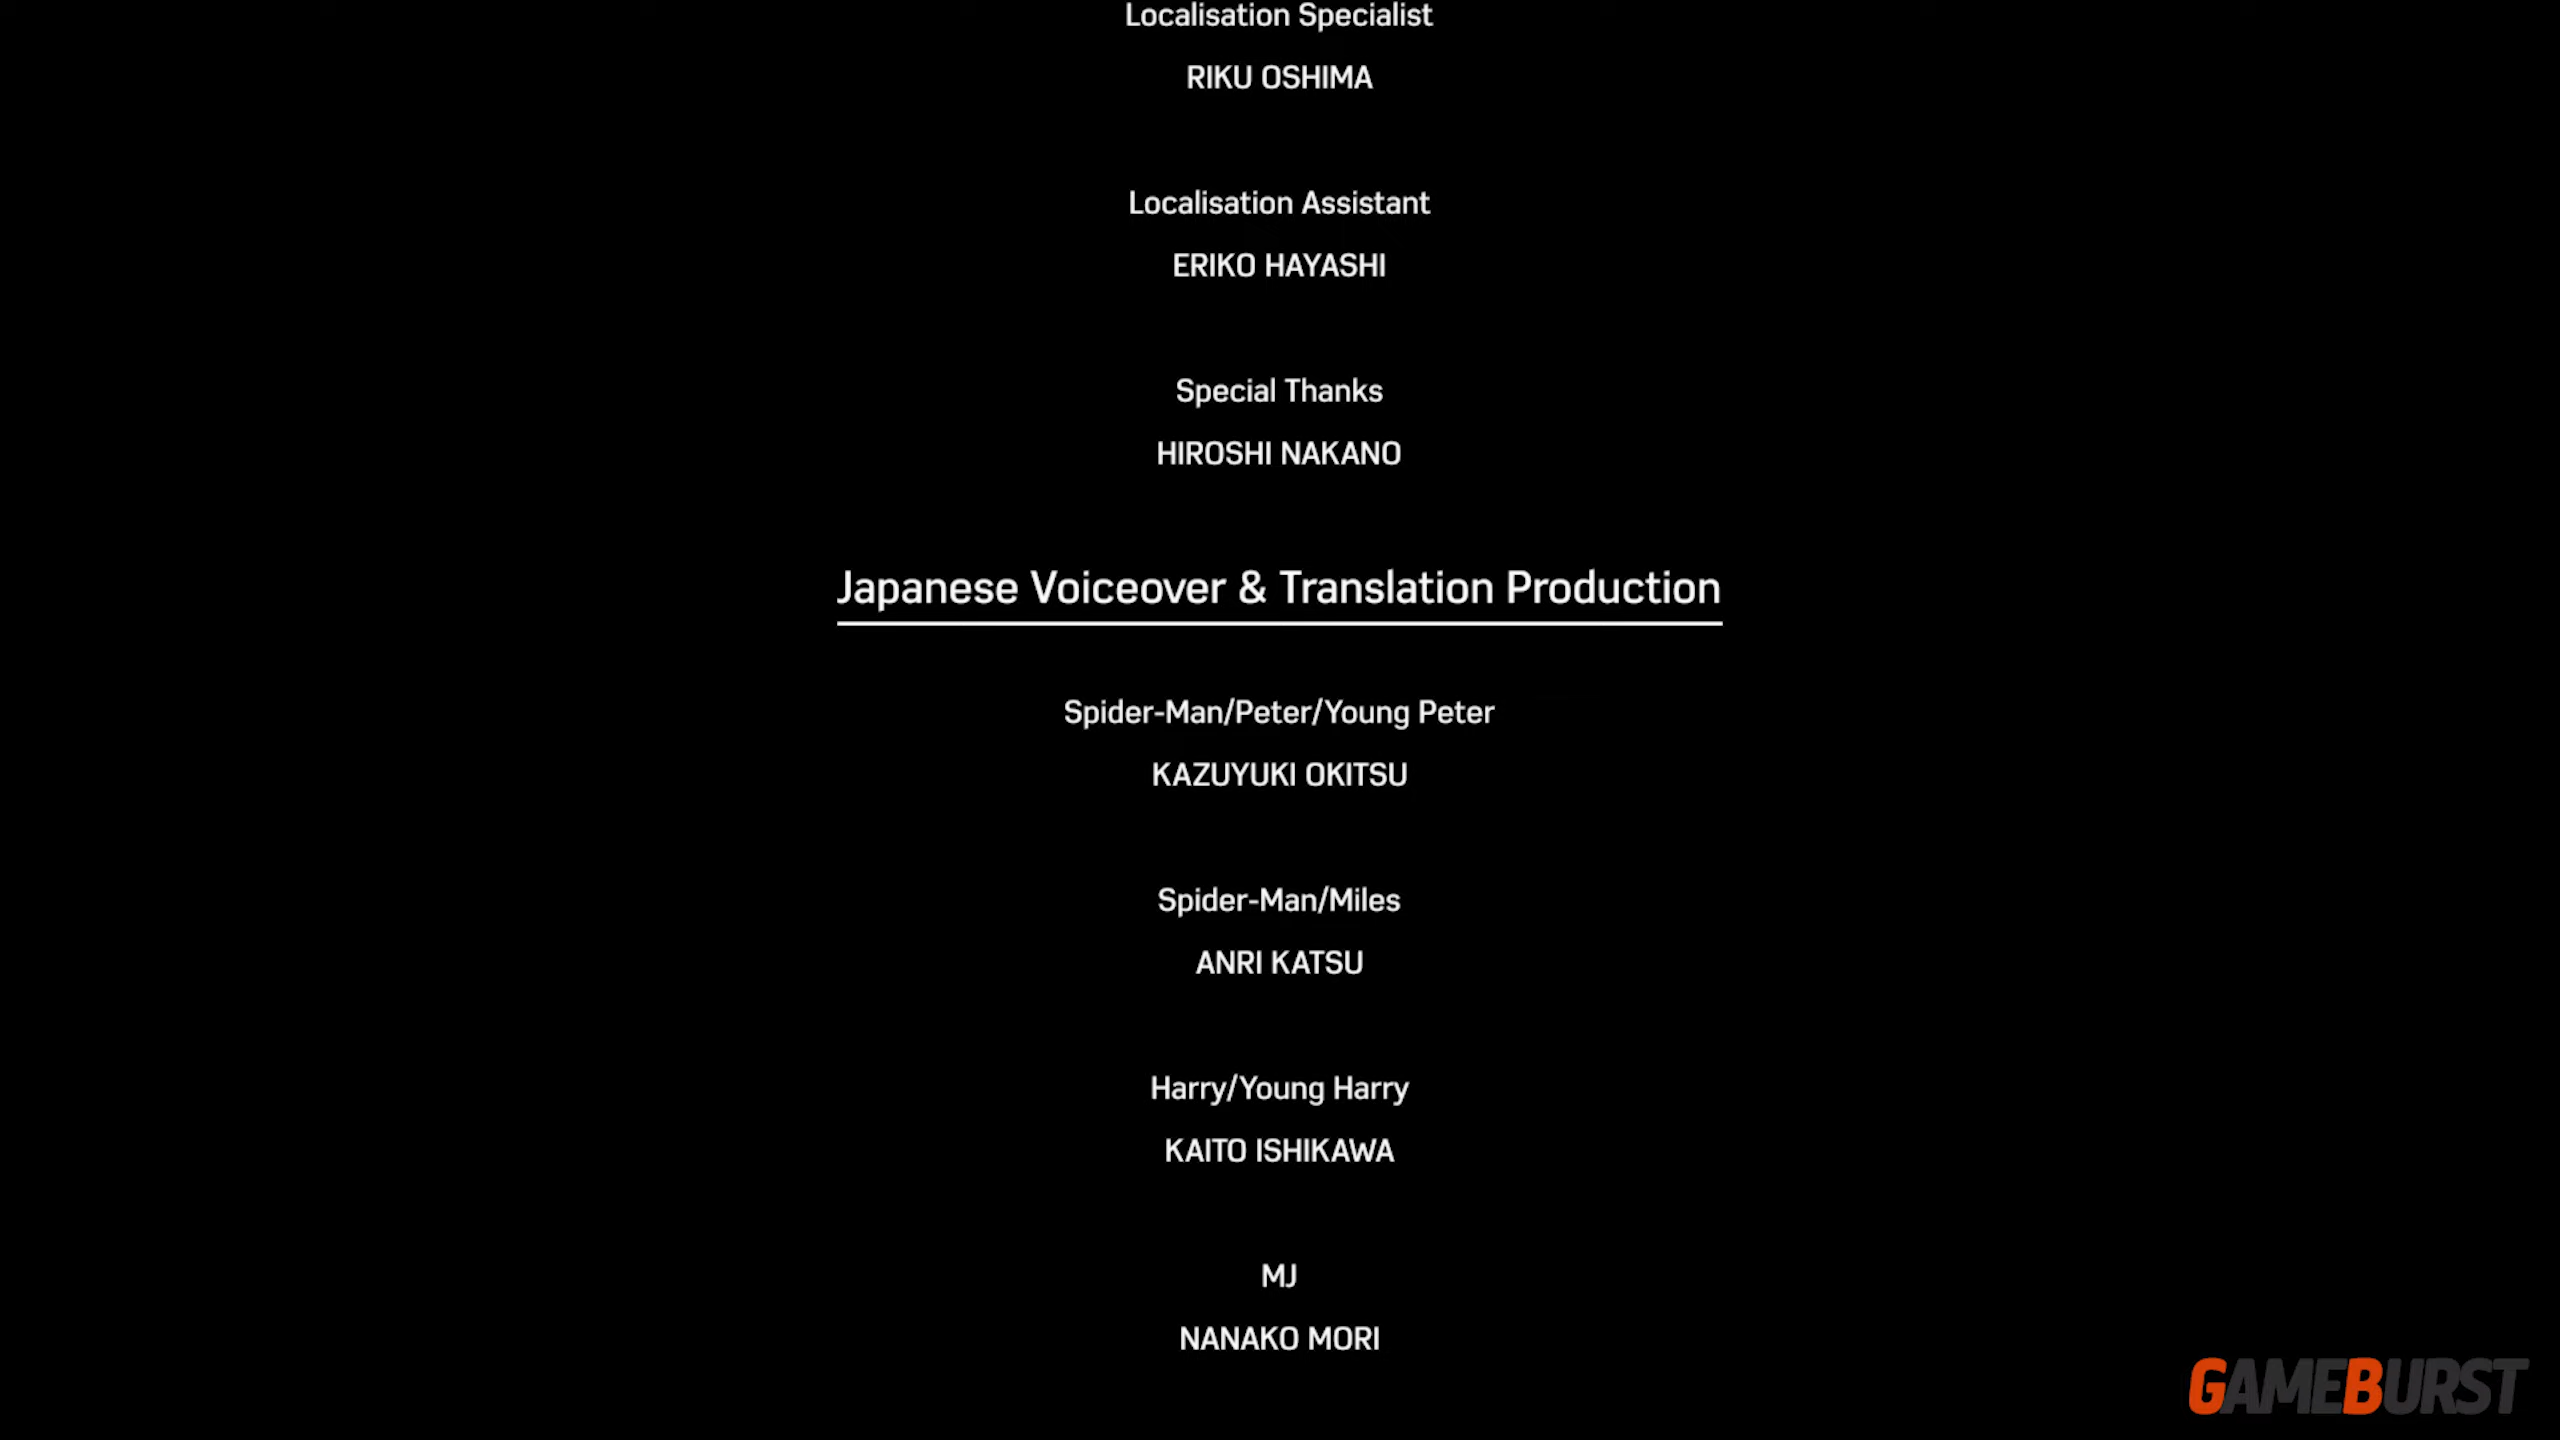 Localisation Specialist
RIKU OSHIMA
Localisation Assistant
ERIKO HAYASHI
Special Thanks
HIROSHI NAKANO
Japanese Voiceover & Translation Production
Spider-Man/Peter/Young Peter
KAZUYUKI OKITSU
Spider-Man/Miles
ANRI KATSU
Harry/Young Harry
KAITO ISHIKAWA
MJ
NANAKO MORI
GAMEBURST